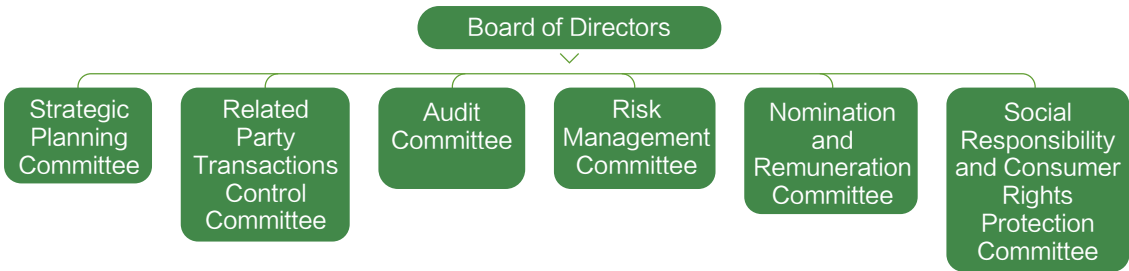 Board of Directors
Strategic
Planning
Committee
Related
Party
Transactions
Control
Committee
Audit
Committee
Risk
Management
Committee
Nomination
and
Remuneration
Committee
Social
Responsibility
and Consumer
Rights
Protection
Committee